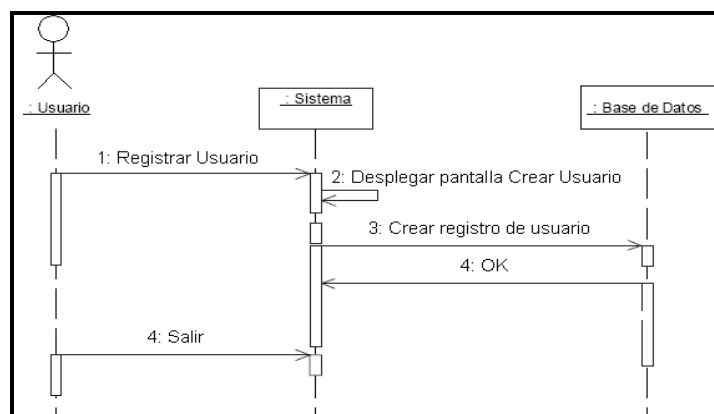 : Usuario
: Sistema
: Base de Datos
1: Registrar Usuario
2: Desplegar pantalla Crear Usuario
3: Crear registro de usuario
4: OK
4: Salir